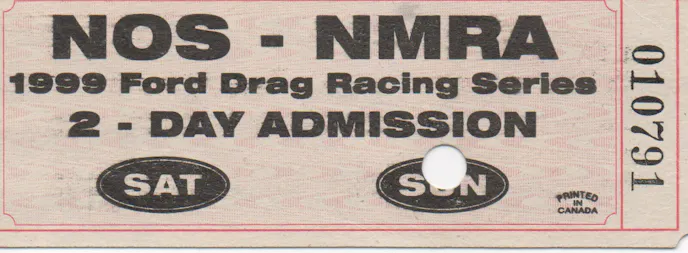 NOS - NMRA
1999 Ford Drag Racing Series
2 - DAY ADMISSION
SAT
SUN
PRINTED
IN
CANADA
010791